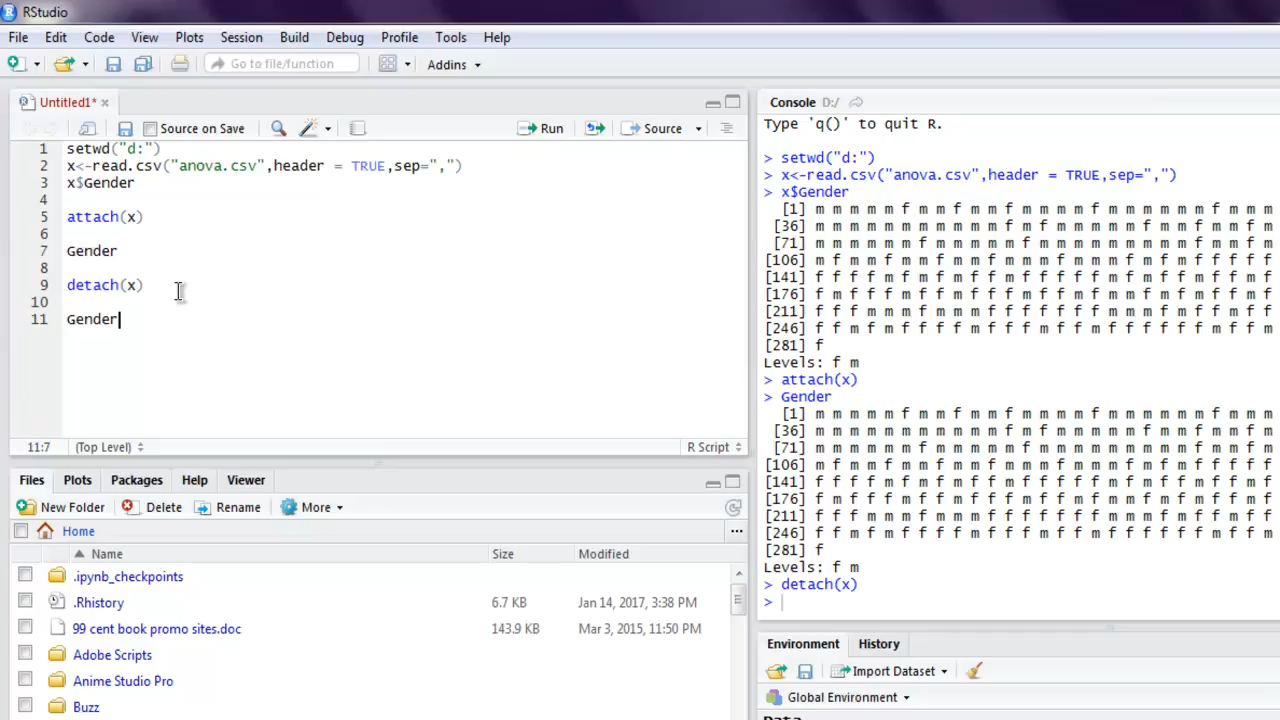 RStudio
File Edit Code View Plots Session Build Debug Profile Tools Help
Go to file/function Addins
Untitled1*
Source on Save Run Source
1 setwd("d:")
2 x<-read.csv("anova.csv",header = TRUE,sep=",")
3 x$Gender
4
5 attach(x)
6
7 Gender
8
9 detach(x)
10
11 Gender
11:7 (Top Level) R Script
Files Plots Packages Help Viewer
New Folder Delete Rename More
Home
Name Size Modified
.ipynb_checkpoints
.Rhistory 6.7 KB Jan 14, 2017, 3:38 PM
99 cent book promo sites.doc 143.9 KB Mar 3, 2015, 11:50 PM
Adobe Scripts
Anime Studio Pro
Buzz
Console D:/
Type 'q()' to quit R.
> setwd("d:")
> x<-read.csv("anova.csv",header = TRUE,sep=",")
> x$Gender
[1] m m m m m f m m f m m f m m m m f m m m m m m f m m m
[36]
[71]
[106]
[141]
[176]
[211]
[246]
[281] f
Levels: f m
> attach(x)
> Gender
[1] m m m m m f m m f m m f m m m m f m m m m m m f m m m
[36]
[71]
[106]
[141]
[176]
[211]
[246]
[281] f
Levels: f m
> detach(x)
>
Environment History
Import Dataset
Global Environment